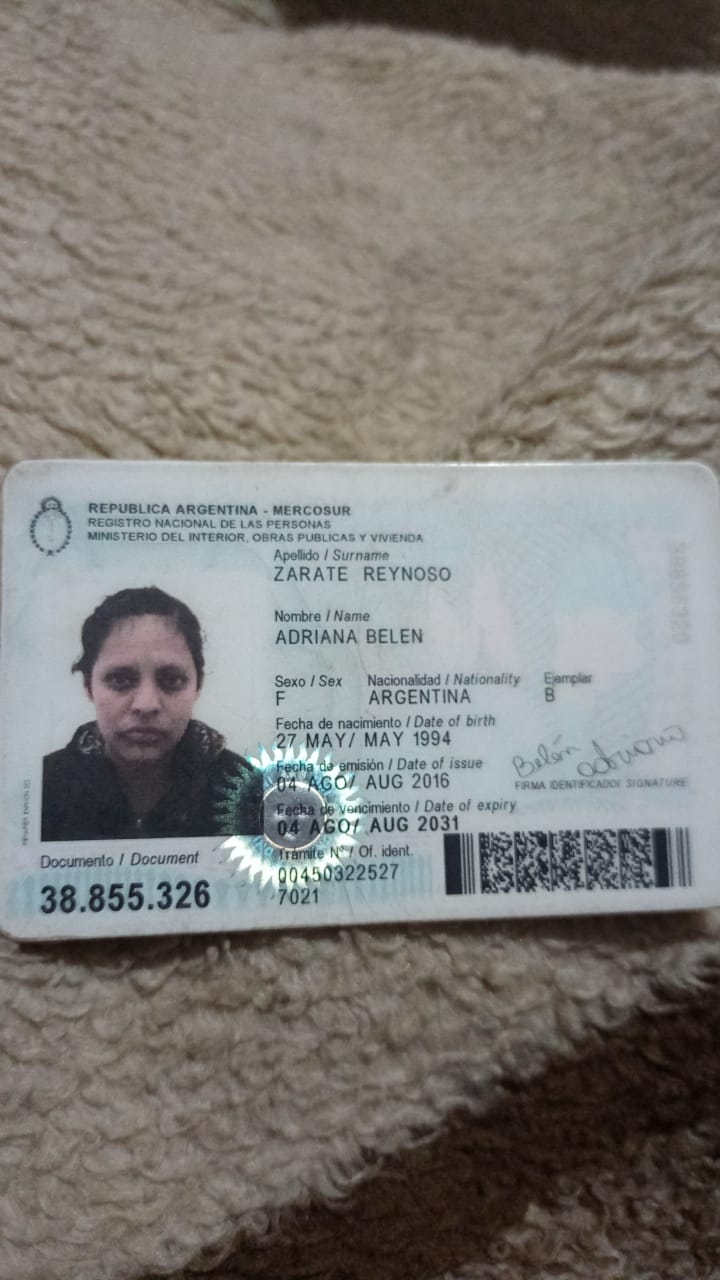 REPUBLICA ARGENTINA - MERCOSUR
REGISTRO NACIONAL DE LAS PERSONAS
MINISTERIO DEL INTERIOR, OBRAS PUBLICAS Y VIVIENDA
Apellido / Surname
ZARATE REYNOSO
Nombre / Name
ADRIANA BELEN
Sexo / Sex Nacionalidad / Nationality Ejemplar
F ARGENTINA B
Fecha de nacimiento / Date of birth
27 MAY/ MAY 1994
Fecha de emisión / Date of issue
04 AGO/ AUG 2016
Belén adriana
FIRMA IDENTIFICADO/ SIGNATURE
Fecha de vencimiento / Date of expiry
04 AGO/ AUG 2031
Trámite Nº / Of. ident.
00450322527
7021
Documento / Document
38.855.326